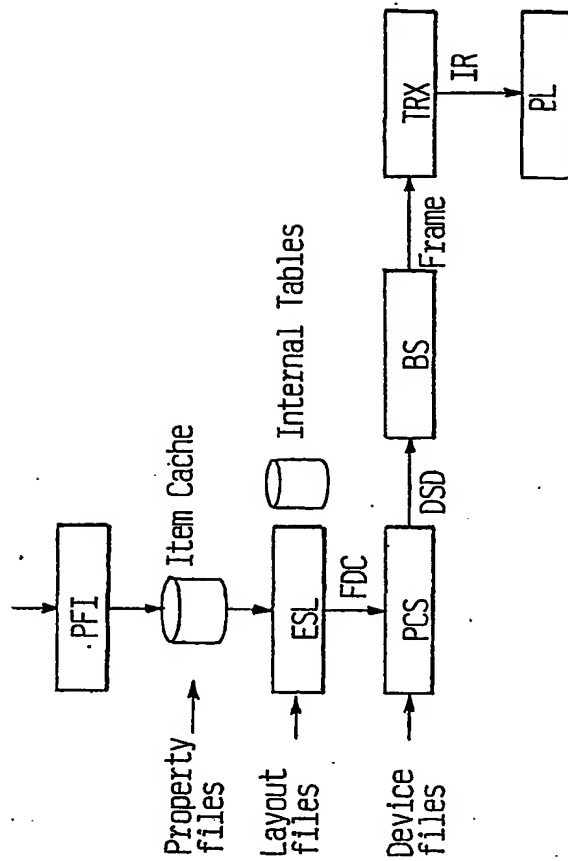 PFI
Property
files
Item Cache
Layout
files
ESL
Internal Tables
FDC
Device
files
PCS
DSD
BS
Frame
TRX
IR
PL